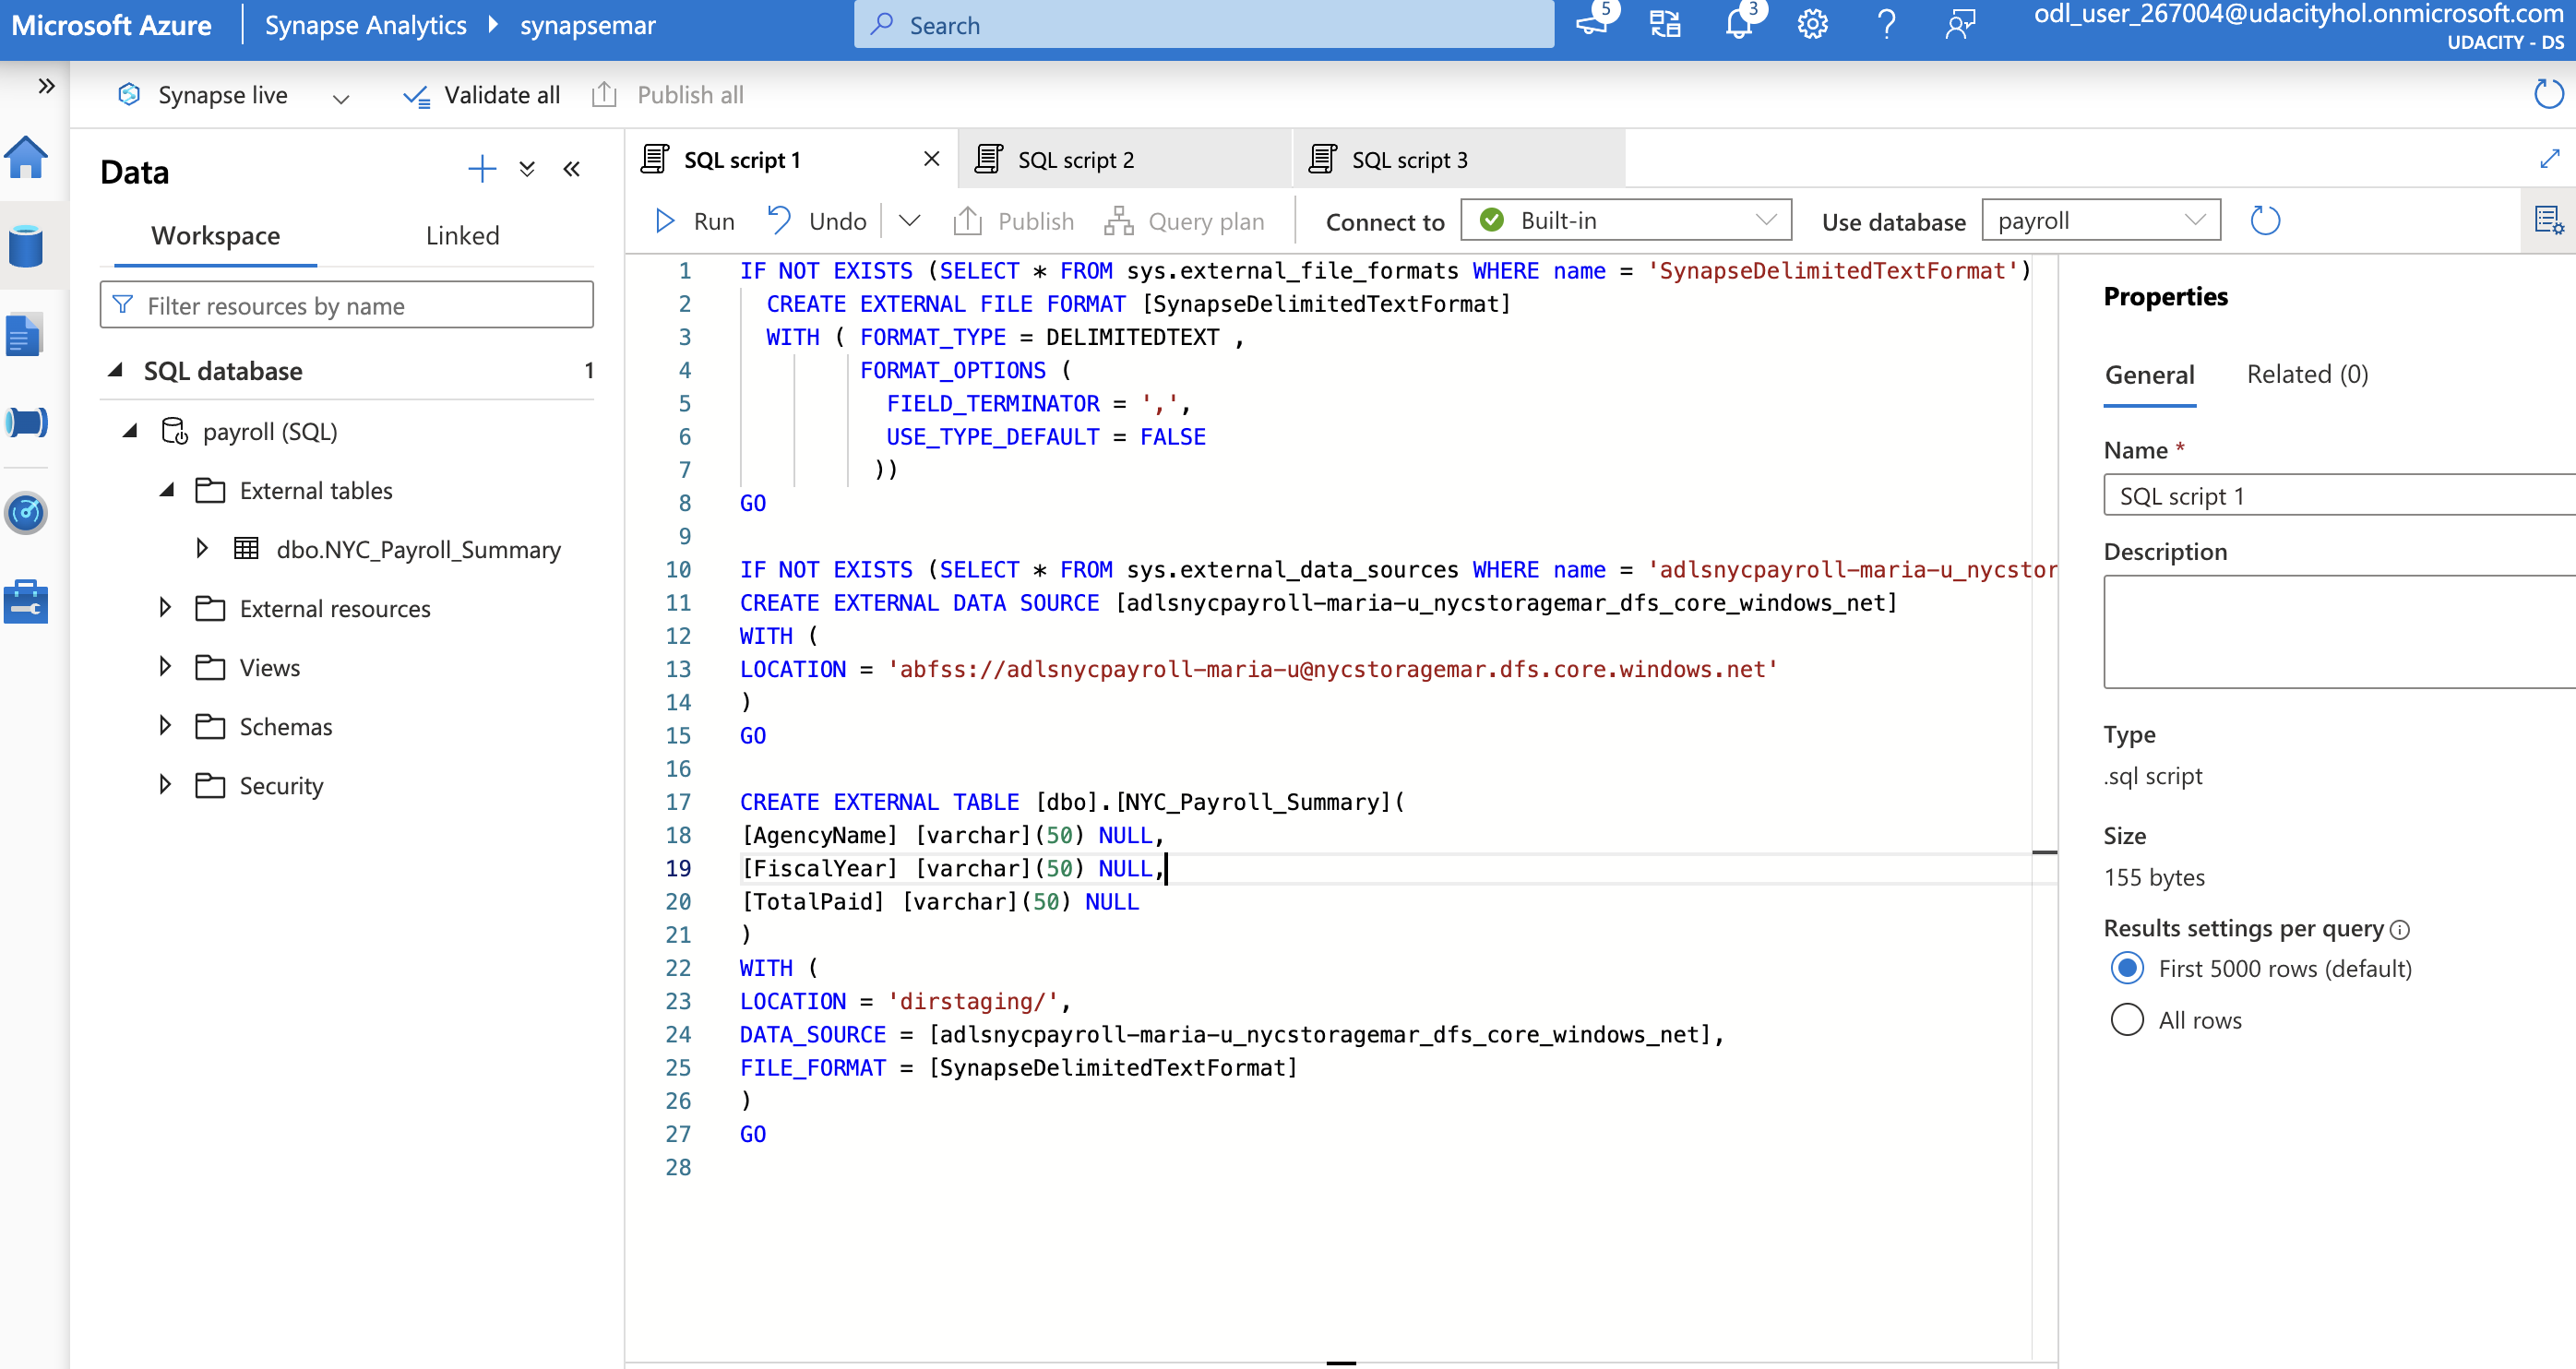 Microsoft Azure
Synapse Analytics
synapsemar
Search
5
3
odl_user_267004@udacityhol.onmicrosoft.com
UDACITY - DS
Synapse live
Validate all
Publish all
Data
Workspace
Linked
Filter resources by name
SQL database 1
payroll (SQL)
External tables
dbo.NYC_Payroll_Summary
External resources
Views
Schemas
Security
SQL script 1
SQL script 2
SQL script 3
Run
Undo
Publish
Query plan
Connect to
Built-in
Use database
payroll
1 IF NOT EXISTS (SELECT * FROM sys.external_file_formats WHERE name = 'SynapseDelimitedTextFormat')
2 CREATE EXTERNAL FILE FORMAT [SynapseDelimitedTextFormat]
3 WITH ( FORMAT_TYPE = DELIMITEDTEXT ,
4 FORMAT_OPTIONS (
5 FIELD_TERMINATOR = ',',
6 USE_TYPE_DEFAULT = FALSE
7 ))
8 GO
9
10 IF NOT EXISTS (SELECT * FROM sys.external_data_sources WHERE name = 'adlsnycpayroll-maria-u_nycstor
11 CREATE EXTERNAL DATA SOURCE [adlsnycpayroll-maria-u_nycstoragemar_dfs_core_windows_net]
12 WITH (
13 LOCATION = 'abfss://adlsnycpayroll-maria-u@nycstoragemar.dfs.core.windows.net'
14 )
15 GO
16
17 CREATE EXTERNAL TABLE [dbo].[NYC_Payroll_Summary](
18 [AgencyName] [varchar](50) NULL,
19 [FiscalYear] [varchar](50) NULL,
20 [TotalPaid] [varchar](50) NULL
21 )
22 WITH (
23 LOCATION = 'dirstaging/',
24 DATA_SOURCE = [adlsnycpayroll-maria-u_nycstoragemar_dfs_core_windows_net],
25 FILE_FORMAT = [SynapseDelimitedTextFormat]
26 )
27 GO
28
Properties
General
Related (0)
Name *
SQL script 1
Description
Type
.sql script
Size
155 bytes
Results settings per query
First 5000 rows (default)
All rows